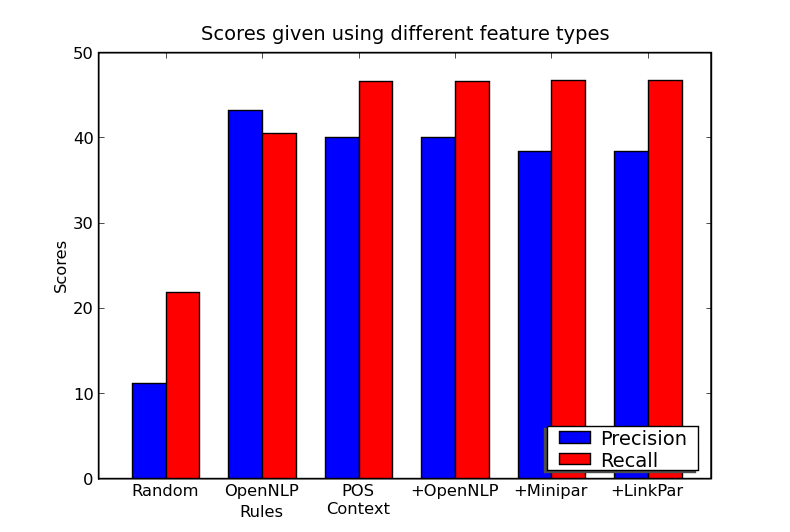 Scores given using different feature types
50
40
30
20
10
0
Scores
Precision
Recall
Random
OpenNLP
Rules
POS
Context
+OpenNLP
+Minipar
+LinkPar